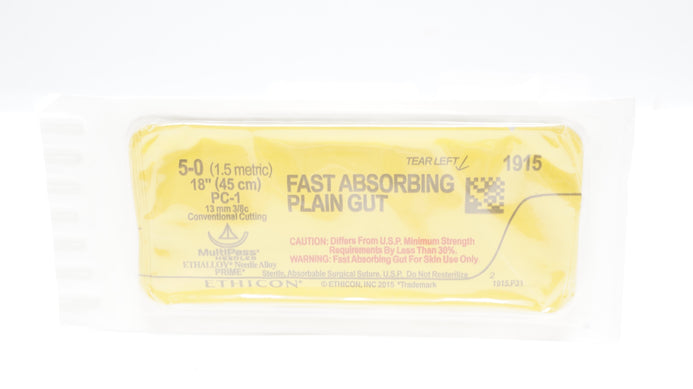 TEAR LEFT
1915
5-0 (1.5 metric)
18" (45 cm)
PC-1
13 mm 3/8c
Conventional Cutting
FAST ABSORBING
PLAIN GUT
CAUTION: Differs From U.S.P. Minimum Strength
Requirements By Less Than 30%.
WARNING: Fast Absorbing Gut For Skin Use Only.
MultiPass*
NEEDLES
ETHALLOY* Needle Alloy
PRIME*
Sterile, Absorbable Surgical Suture, U.S.P. Do Not Resterilize
2
ETHICON*
© ETHICON, INC 2015 *Trademark
1915.P31